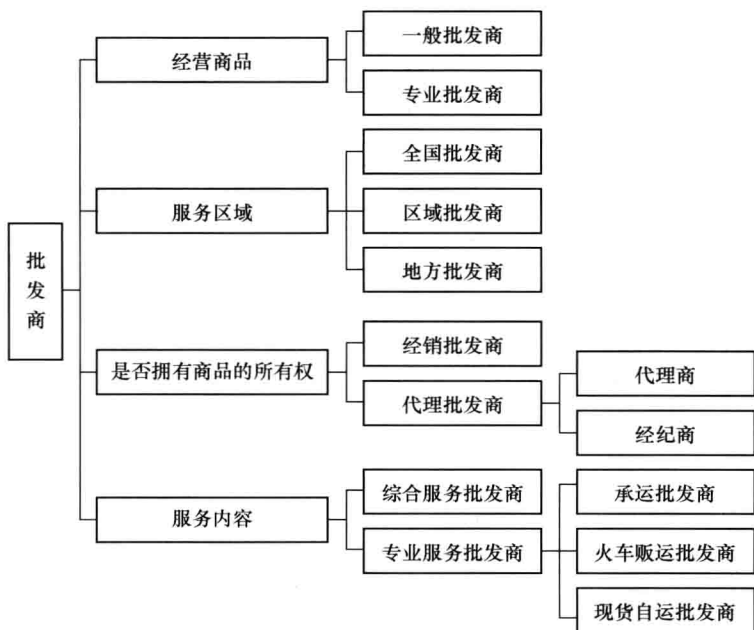 批发商
经营商品
一般批发商
专业批发商
服务区域
全国批发商
区域批发商
地方批发商
是否拥有商品的所有权
经销批发商
代理批发商
代理商
经纪商
服务内容
综合服务批发商
专业服务批发商
承运批发商
火车贩运批发商
现货自运批发商